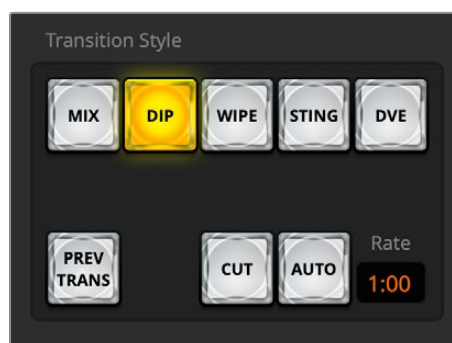 Transition Style
MIX
DIP
WIPE
STING
DVE
PREV
TRANS
CUT
AUTO
Rate
1:00